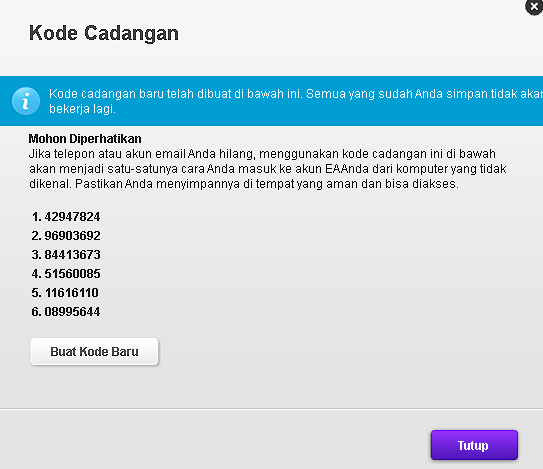 Kode Cadangan
Kode cadangan baru telah dibuat di bawah ini. Semua yang sudah Anda simpan tidak akan
bekerja lagi.
Mohon Diperhatikan
Jika telepon atau akun email Anda hilang, menggunakan kode cadangan ini di bawah
akan menjadi satu-satunya cara Anda masuk ke akun EA Anda dari komputer yang tidak
dikenal. Pastikan Anda menyimpannya di tempat yang aman dan bisa diakses.
1. 42947824
2. 96903692
3. 84413673
4. 51560085
5. 11616110
6. 08995644
Buat Kode Baru
Tutup